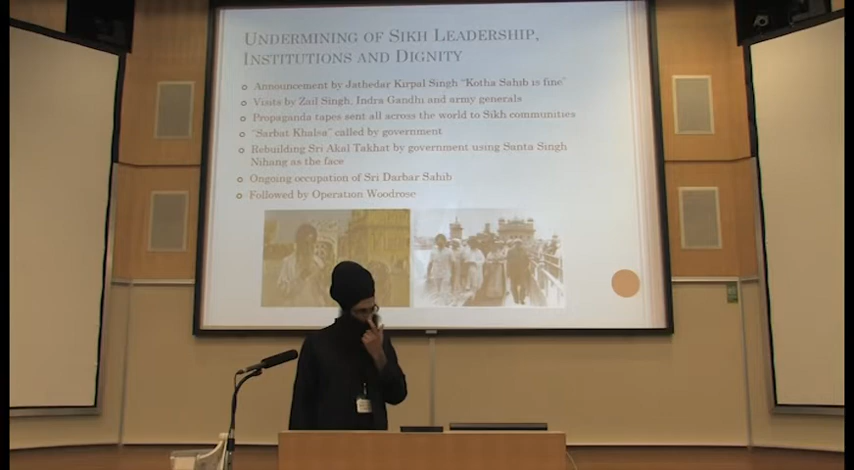 UNDERMINING OF SIKH LEADERSHIP,
INSTITUTIONS AND DIGNITY
Announcement by Jathedar Kirpal Singh "Kotha Sahib is fine"
Visits by Zail Singh, Indra Gandhi and army generals
Propaganda tapes sent all across the world to Sikh communities
"Sarbat Khalsa" called by government
Rebuilding Sri Akal Takhat by government using Santa Singh
Nihang as the face
Ongoing occupation of Sri Darbar Sahib
Followed by Operation Woodrose